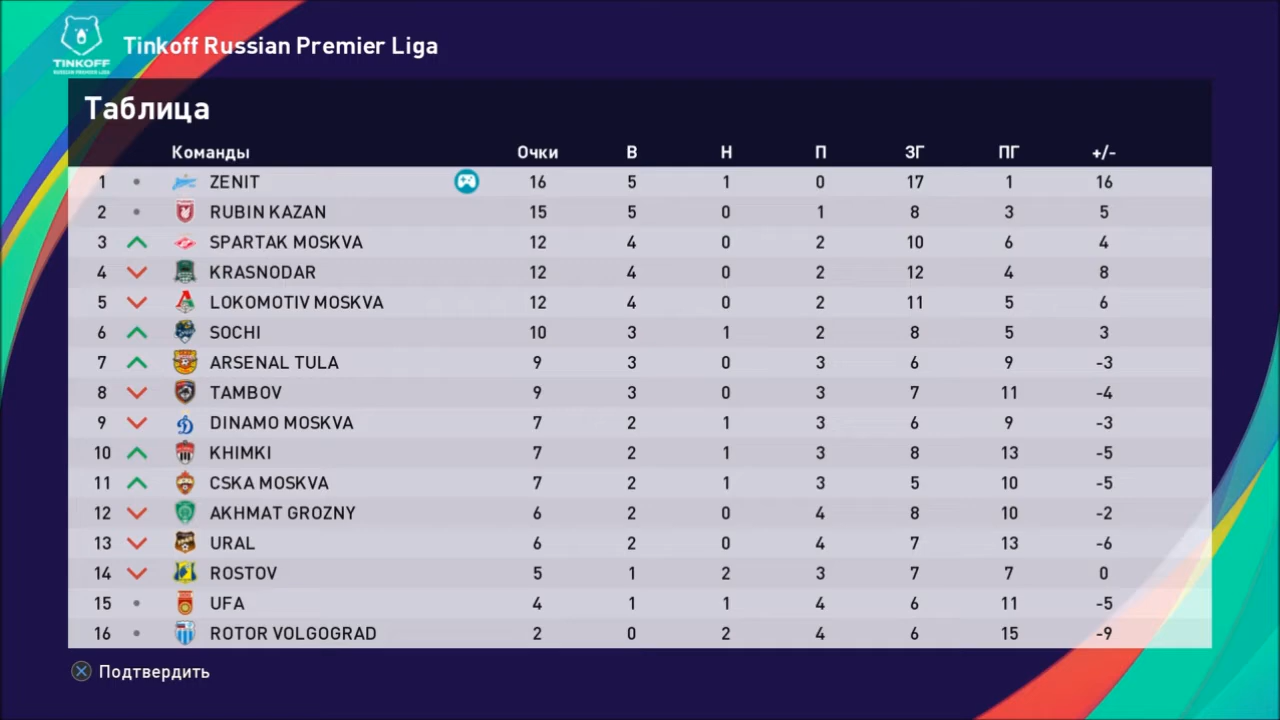 Tinkoff Russian Premier Liga
TINKOFF
RUSSIAN PREMIER LIGA
Таблица
Команды Очки В Н П ЗГ ПГ +/-
1 ZENIT 16 5 1 0 17 1 16
2 RUBIN KAZAN 15 5 0 1 8 3 5
3 SPARTAK MOSKVA 12 4 0 2 10 6 4
4 KRASNODAR 12 4 0 2 12 4 8
5 LOKOMOTIV MOSKVA 12 4 0 2 11 5 6
6 SOCHI 10 3 1 2 8 5 3
7 ARSENAL TULA 9 3 0 3 6 9 -3
8 TAMBOV 9 3 0 3 7 11 -4
9 DINAMO MOSKVA 7 2 1 3 6 9 -3
10 KHIMKI 7 2 1 3 8 13 -5
11 CSKA MOSKVA 7 2 1 3 5 10 -5
12 AKHMAT GROZNY 6 2 0 4 8 10 -2
13 URAL 6 2 0 4 7 13 -6
14 ROSTOV 5 1 2 3 7 7 0
15 UFA 4 1 1 4 6 11 -5
16 ROTOR VOLGOGRAD 2 0 2 4 6 15 -9
Подтвердить